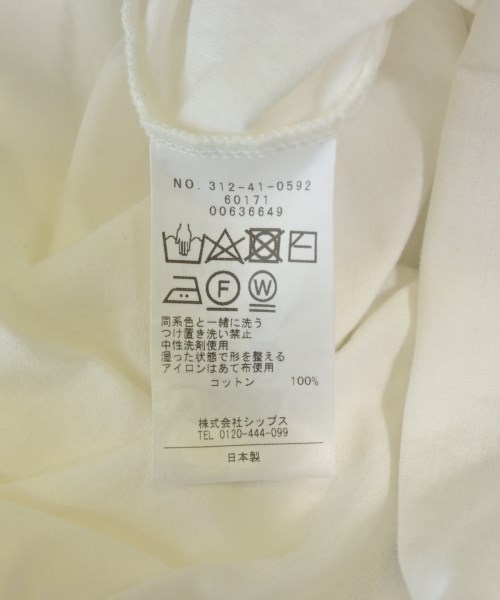 NO. 312-41-0592
60171
00636649
F W
同系色と一緒に洗う
つけ置き洗い禁止
中性洗剤使用
湿った状態で形を整える
アイロンはあて布使用
コットン 100%
株式会社シップス
TEL 0120-444-099
日本製